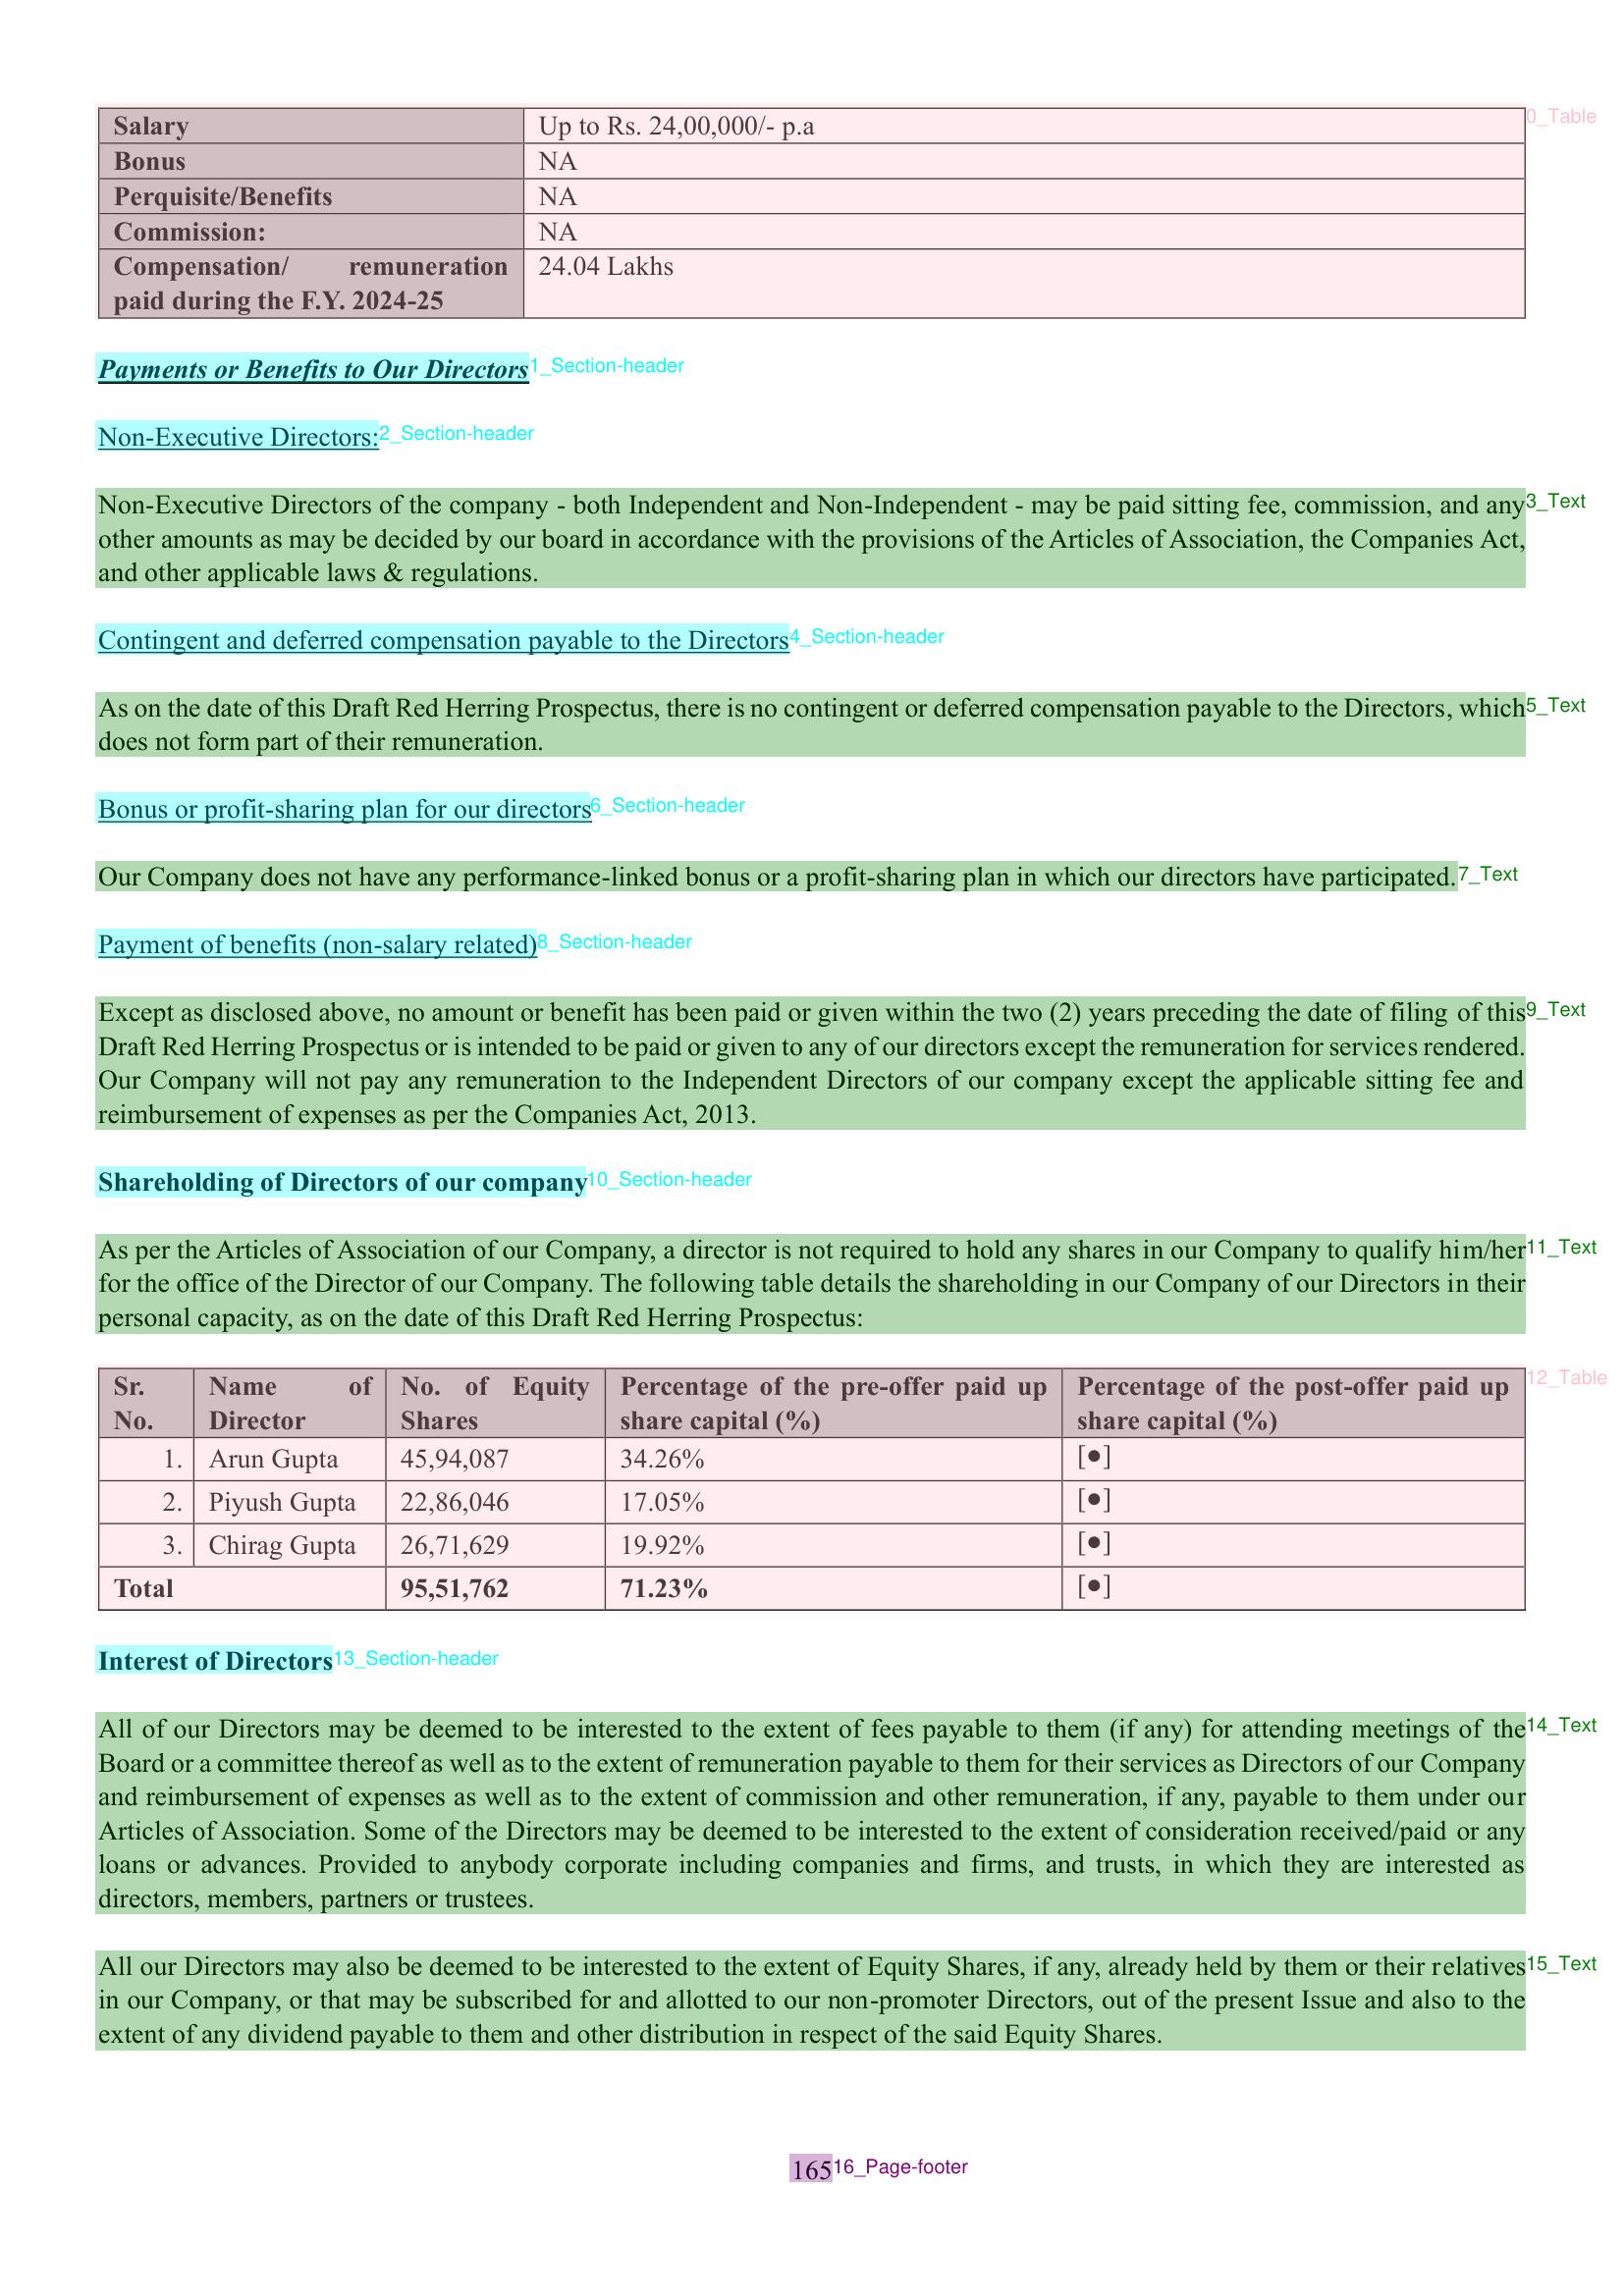 Salary Up to Rs. 24,00,000/- p.a 0_Table
Bonus NA
Perquisite/Benefits NA
Commission: NA
Compensation/ remuneration 24.04 Lakhs
paid during the F.Y. 2024-25
Payments or Benefits to Our Directors 1_Section-header
Non-Executive Directors: 2_Section-header
Non-Executive Directors of the company - both Independent and Non-Independent - may be paid sitting fee, commission, and any 3_Text
other amounts as may be decided by our board in accordance with the provisions of the Articles of Association, the Companies Act,
and other applicable laws & regulations.
Contingent and deferred compensation payable to the Directors 4_Section-header
As on the date of this Draft Red Herring Prospectus, there is no contingent or deferred compensation payable to the Directors, which 5_Text
does not form part of their remuneration.
Bonus or profit-sharing plan for our directors 6_Section-header
Our Company does not have any performance-linked bonus or a profit-sharing plan in which our directors have participated. 7_Text
Payment of benefits (non-salary related) 8_Section-header
Except as disclosed above, no amount or benefit has been paid or given within the two (2) years preceding the date of filing of this 9_Text
Draft Red Herring Prospectus or is intended to be paid or given to any of our directors except the remuneration for services rendered.
Our Company will not pay any remuneration to the Independent Directors of our company except the applicable sitting fee and
reimbursement of expenses as per the Companies Act, 2013.
Shareholding of Directors of our company 10_Section-header
As per the Articles of Association of our Company, a director is not required to hold any shares in our Company to qualify him/her 11_Text
for the office of the Director of our Company. The following table details the shareholding in our Company of our Directors in their
personal capacity, as on the date of this Draft Red Herring Prospectus:
Sr. Name of No. of Equity Percentage of the pre-offer paid up Percentage of the post-offer paid up 12_Table
No. Director Shares share capital (%) share capital (%)
1. Arun Gupta 45,94,087 34.26% [●]
2. Piyush Gupta 22,86,046 17.05% [●]
3. Chirag Gupta 26,71,629 19.92% [●]
Total 95,51,762 71.23% [●]
Interest of Directors 13_Section-header
All of our Directors may be deemed to be interested to the extent of fees payable to them (if any) for attending meetings of the 14_Text
Board or a committee thereof as well as to the extent of remuneration payable to them for their services as Directors of our Company
and reimbursement of expenses as well as to the extent of commission and other remuneration, if any, payable to them under our
Articles of Association. Some of the Directors may be deemed to be interested to the extent of consideration received/paid or any
loans or advances. Provided to anybody corporate including companies and firms, and trusts, in which they are interested as
directors, members, partners or trustees.
All our Directors may also be deemed to be interested to the extent of Equity Shares, if any, already held by them or their relatives 15_Text
in our Company, or that may be subscribed for and allotted to our non-promoter Directors, out of the present Issue and also to the
extent of any dividend payable to them and other distribution in respect of the said Equity Shares.
165 16_Page-footer